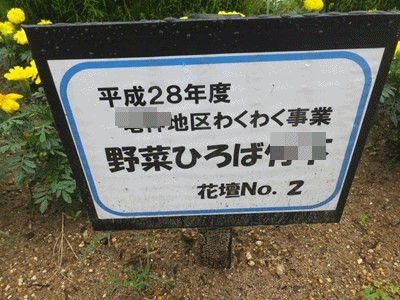 平成28年度
地区わくわく事業
野菜ひろば
花壇No. 2